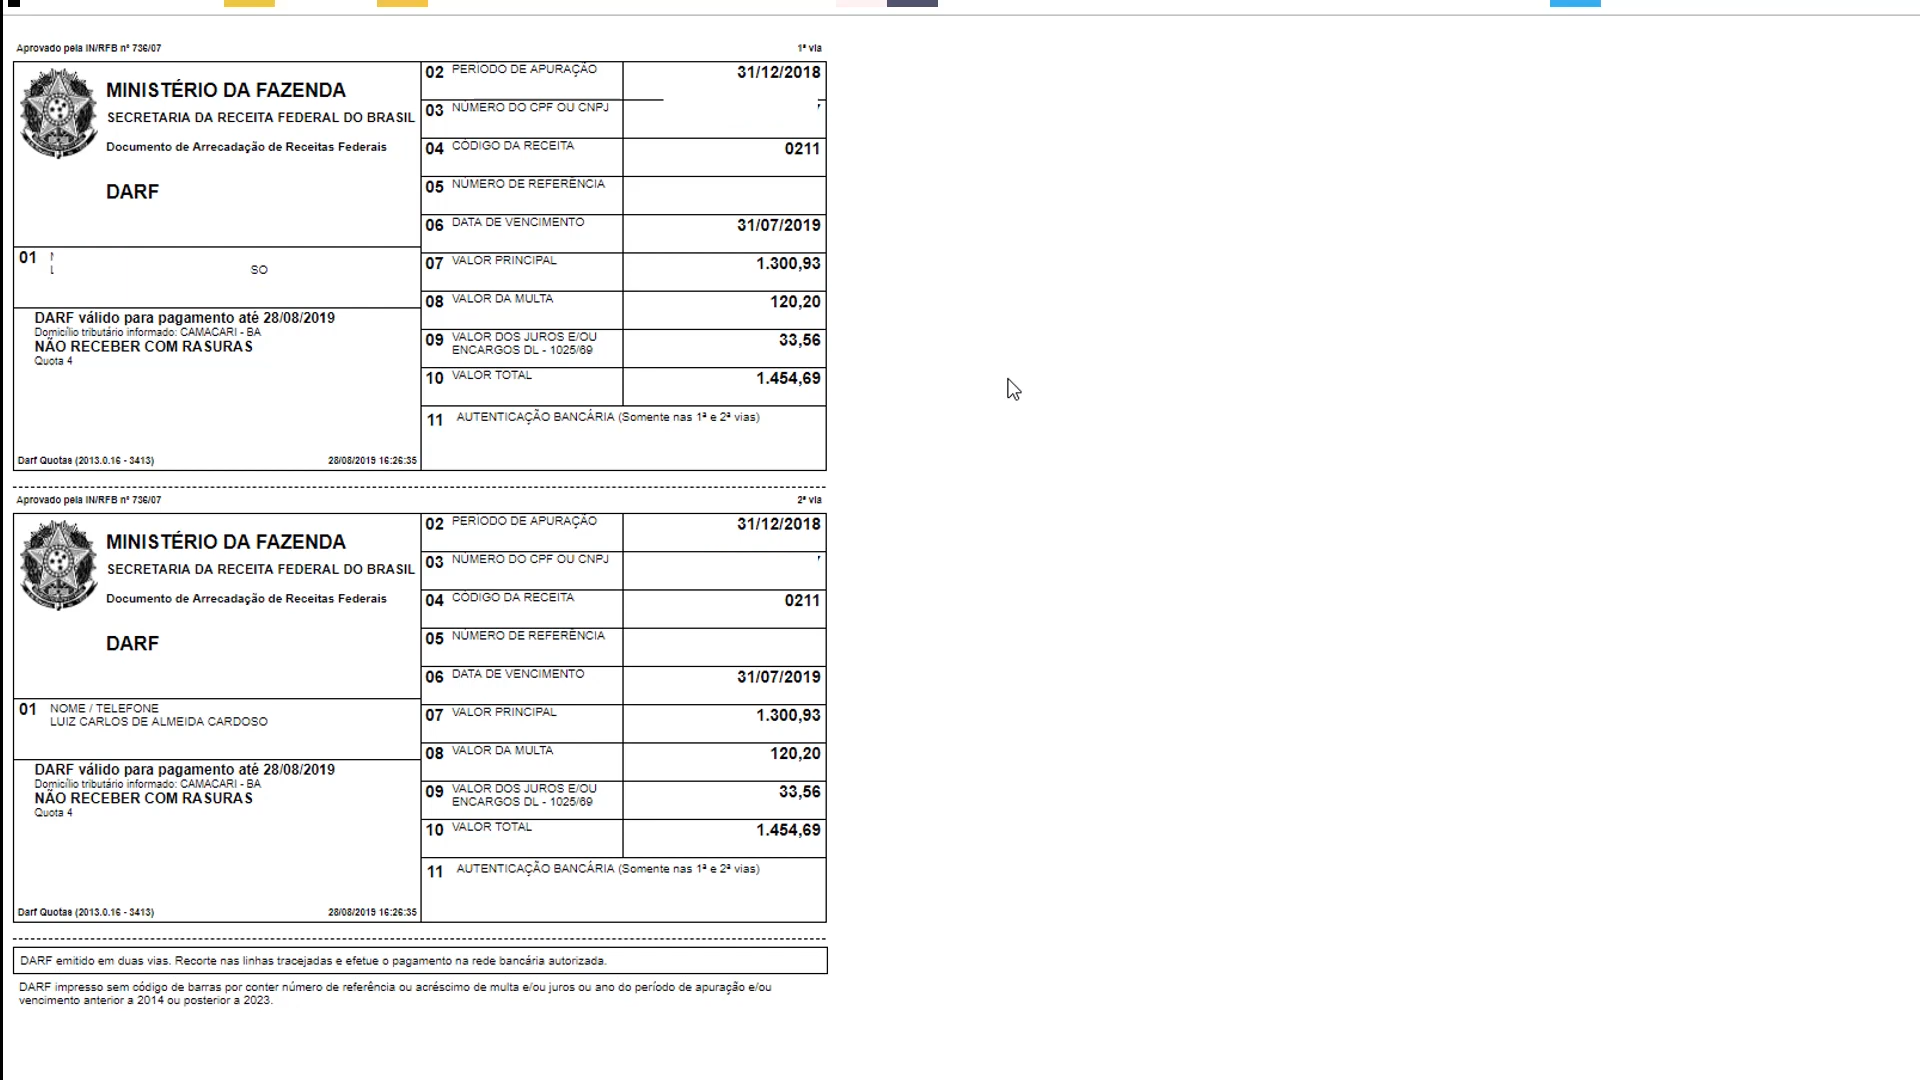 Aprovado pela IN/RFB nº 736/07
1ª via
MINISTÉRIO DA FAZENDA
SECRETARIA DA RECEITA FEDERAL DO BRASIL
Documento de Arrecadação de Receitas Federais
DARF
01
SO
DARF válido para pagamento até 28/08/2019
Domicílio tributário informado: CAMACARI - BA
NÃO RECEBER COM RASURAS
Quota 4
Darf Quotas (2013.0.16 - 3413)
28/08/2019 16:26:35
02 PERÍODO DE APURAÇÃO 31/12/2018
03 NÚMERO DO CPF OU CNPJ
04 CÓDIGO DA RECEITA 0211
05 NÚMERO DE REFERÊNCIA
06 DATA DE VENCIMENTO 31/07/2019
07 VALOR PRINCIPAL 1.300,93
08 VALOR DA MULTA 120,20
09 VALOR DOS JUROS E/OU
ENCARGOS DL - 1025/69 33,56
10 VALOR TOTAL 1.454,69
11 AUTENTICAÇÃO BANCÁRIA (Somente nas 1ª e 2ª vias)
Aprovado pela IN/RFB nº 736/07
2ª via
MINISTÉRIO DA FAZENDA
SECRETARIA DA RECEITA FEDERAL DO BRASIL
Documento de Arrecadação de Receitas Federais
DARF
01 NOME / TELEFONE
LUIZ CARLOS DE ALMEIDA CARDOSO
DARF válido para pagamento até 28/08/2019
Domicílio tributário informado: CAMACARI - BA
NÃO RECEBER COM RASURAS
Quota 4
Darf Quotas (2013.0.16 - 3413)
28/08/2019 16:26:35
02 PERÍODO DE APURAÇÃO 31/12/2018
03 NÚMERO DO CPF OU CNPJ
04 CÓDIGO DA RECEITA 0211
05 NÚMERO DE REFERÊNCIA
06 DATA DE VENCIMENTO 31/07/2019
07 VALOR PRINCIPAL 1.300,93
08 VALOR DA MULTA 120,20
09 VALOR DOS JUROS E/OU
ENCARGOS DL - 1025/69 33,56
10 VALOR TOTAL 1.454,69
11 AUTENTICAÇÃO BANCÁRIA (Somente nas 1ª e 2ª vias)
DARF emitido em duas vias. Recorte nas linhas tracejadas e efetue o pagamento na rede bancária autorizada.
DARF impresso sem código de barras por conter número de referência ou acréscimo de multa e/ou juros ou ano do período de apuração e/ou
vencimento anterior a 2014 ou posterior a 2023.